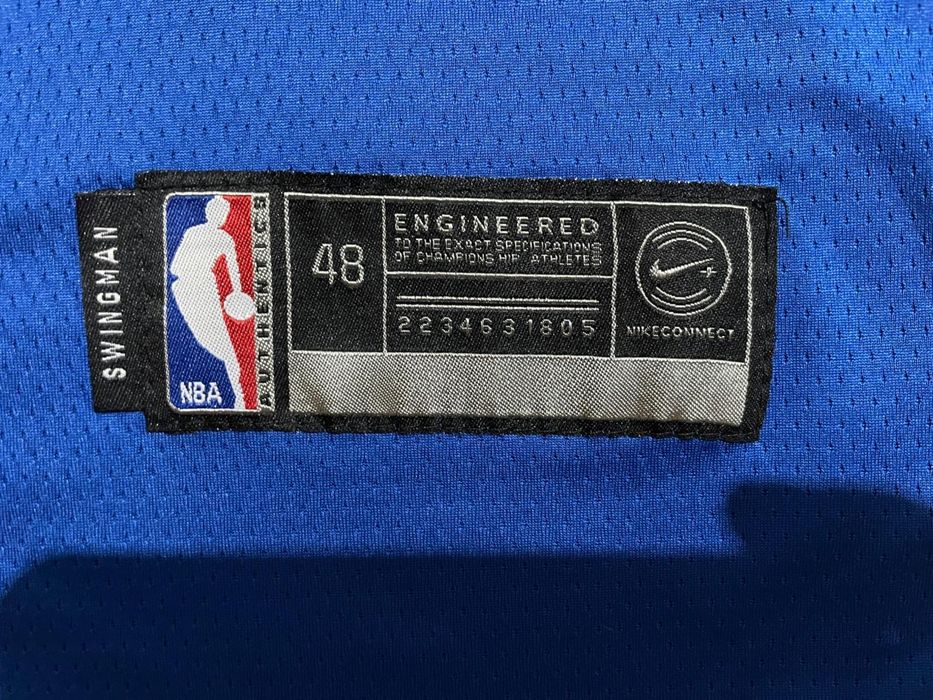 SWINGMAN
NBA
AUTHENTICS
48
ENGINEERED
TO THE EXACT SPECIFICATIONS
OF CHAMPIONSHIP ATHLETES
2234631805
NIKECONNECT